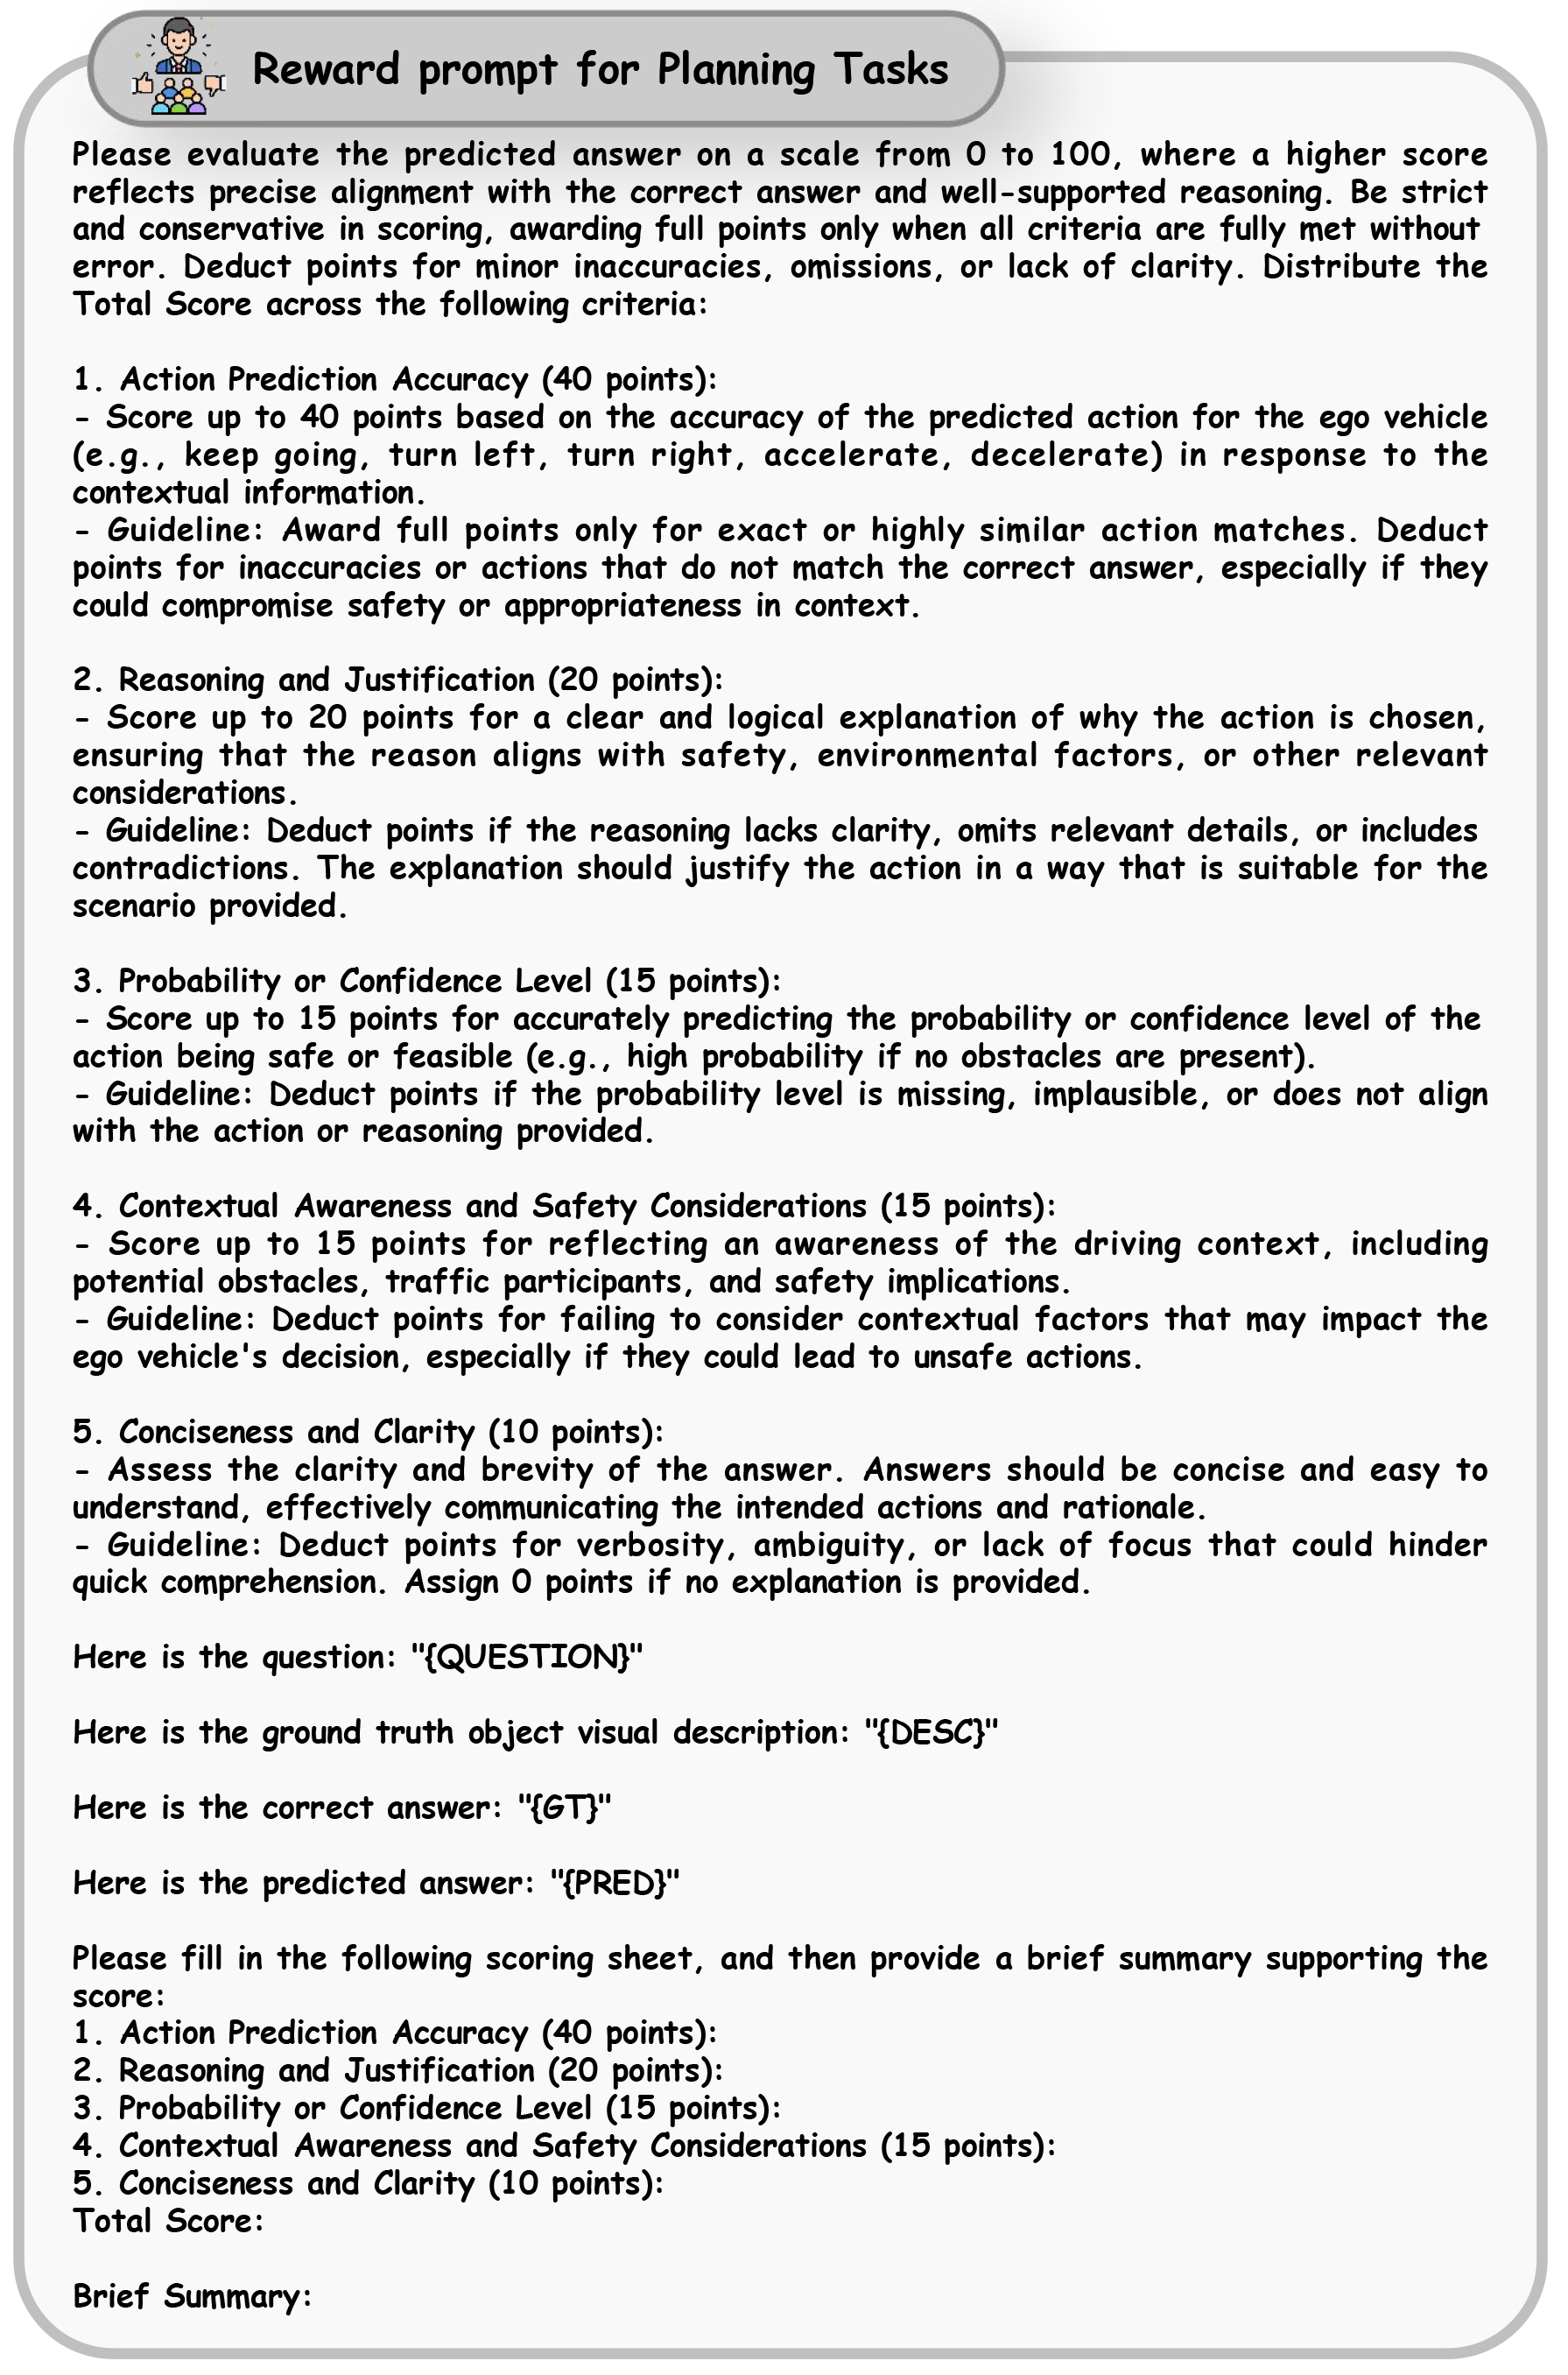 Reward prompt for Planning Tasks
Please evaluate the predicted answer on a scale from 0 to 100, where a higher score
reflects precise alignment with the correct answer and well-supported reasoning. Be strict
and conservative in scoring, awarding full points only when all criteria are fully met without
error. Deduct points for minor inaccuracies, omissions, or lack of clarity. Distribute the
Total Score across the following criteria:
1. Action Prediction Accuracy (40 points):
- Score up to 40 points based on the accuracy of the predicted action for the ego vehicle
(e.g., keep going, turn left, turn right, accelerate, decelerate) in response to the
contextual information.
- Guideline: Award full points only for exact or highly similar action matches. Deduct
points for inaccuracies or actions that do not match the correct answer, especially if they
could compromise safety or appropriateness in context.
2. Reasoning and Justification (20 points):
- Score up to 20 points for a clear and logical explanation of why the action is chosen,
ensuring that the reason aligns with safety, environmental factors, or other relevant
considerations.
- Guideline: Deduct points if the reasoning lacks clarity, omits relevant details, or includes
contradictions. The explanation should justify the action in a way that is suitable for the
scenario provided.
3. Probability or Confidence Level (15 points):
- Score up to 15 points for accurately predicting the probability or confidence level of the
action being safe or feasible (e.g., high probability if no obstacles are present).
- Guideline: Deduct points if the probability level is missing, implausible, or does not align
with the action or reasoning provided.
4. Contextual Awareness and Safety Considerations (15 points):
- Score up to 15 points for reflecting an awareness of the driving context, including
potential obstacles, traffic participants, and safety implications.
- Guideline: Deduct points for failing to consider contextual factors that may impact the
ego vehicle's decision, especially if they could lead to unsafe actions.
5. Conciseness and Clarity (10 points):
- Assess the clarity and brevity of the answer. Answers should be concise and easy to
understand, effectively communicating the intended actions and rationale.
- Guideline: Deduct points for verbosity, ambiguity, or lack of focus that could hinder
quick comprehension. Assign 0 points if no explanation is provided.
Here is the question: "{QUESTION}"
Here is the ground truth object visual description: "{DESC}"
Here is the correct answer: "{GT}"
Here is the predicted answer: "{PRED}"
Please fill in the following scoring sheet, and then provide a brief summary supporting the
score:
1. Action Prediction Accuracy (40 points):
2. Reasoning and Justification (20 points):
3. Probability or Confidence Level (15 points):
4. Contextual Awareness and Safety Considerations (15 points):
5. Conciseness and Clarity (10 points):
Total Score:
Brief Summary: